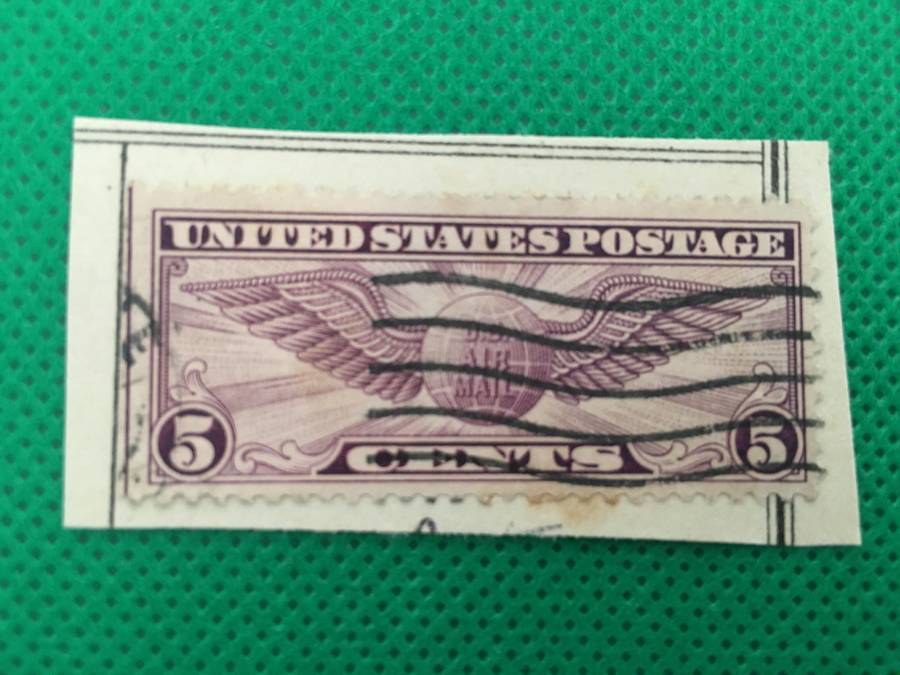 UNITED STATES POSTAGE
U.S.
AIR
MAIL
5 CENTS 5